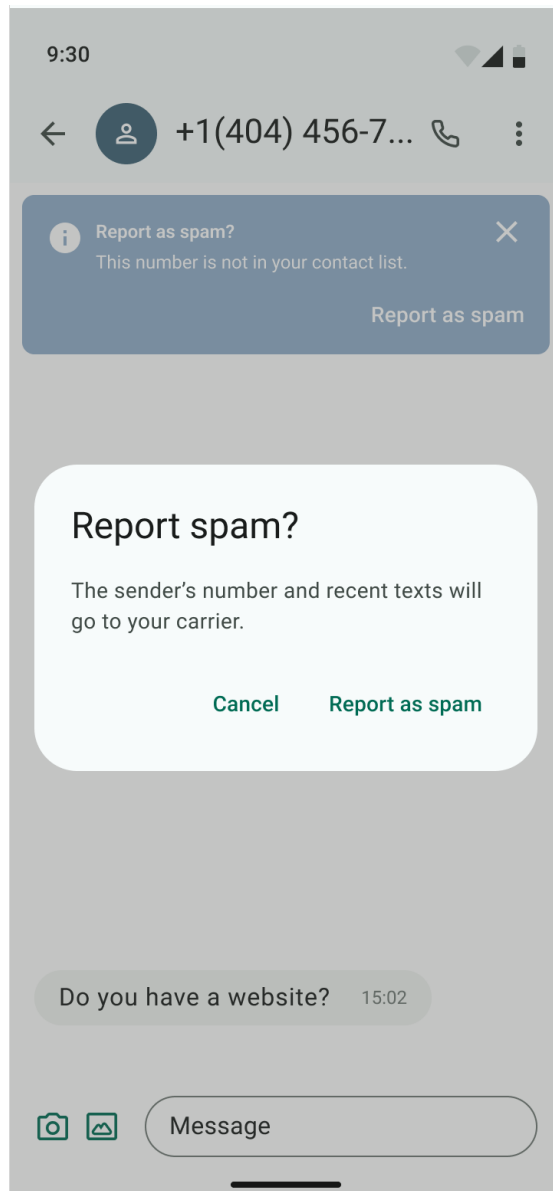 9:30
+1(404) 456-7...
Report as spam?
This number is not in your contact list.
Report as spam
Report spam?
The sender’s number and recent texts will
go to your carrier.
Cancel Report as spam
Do you have a website? 15:02
Message